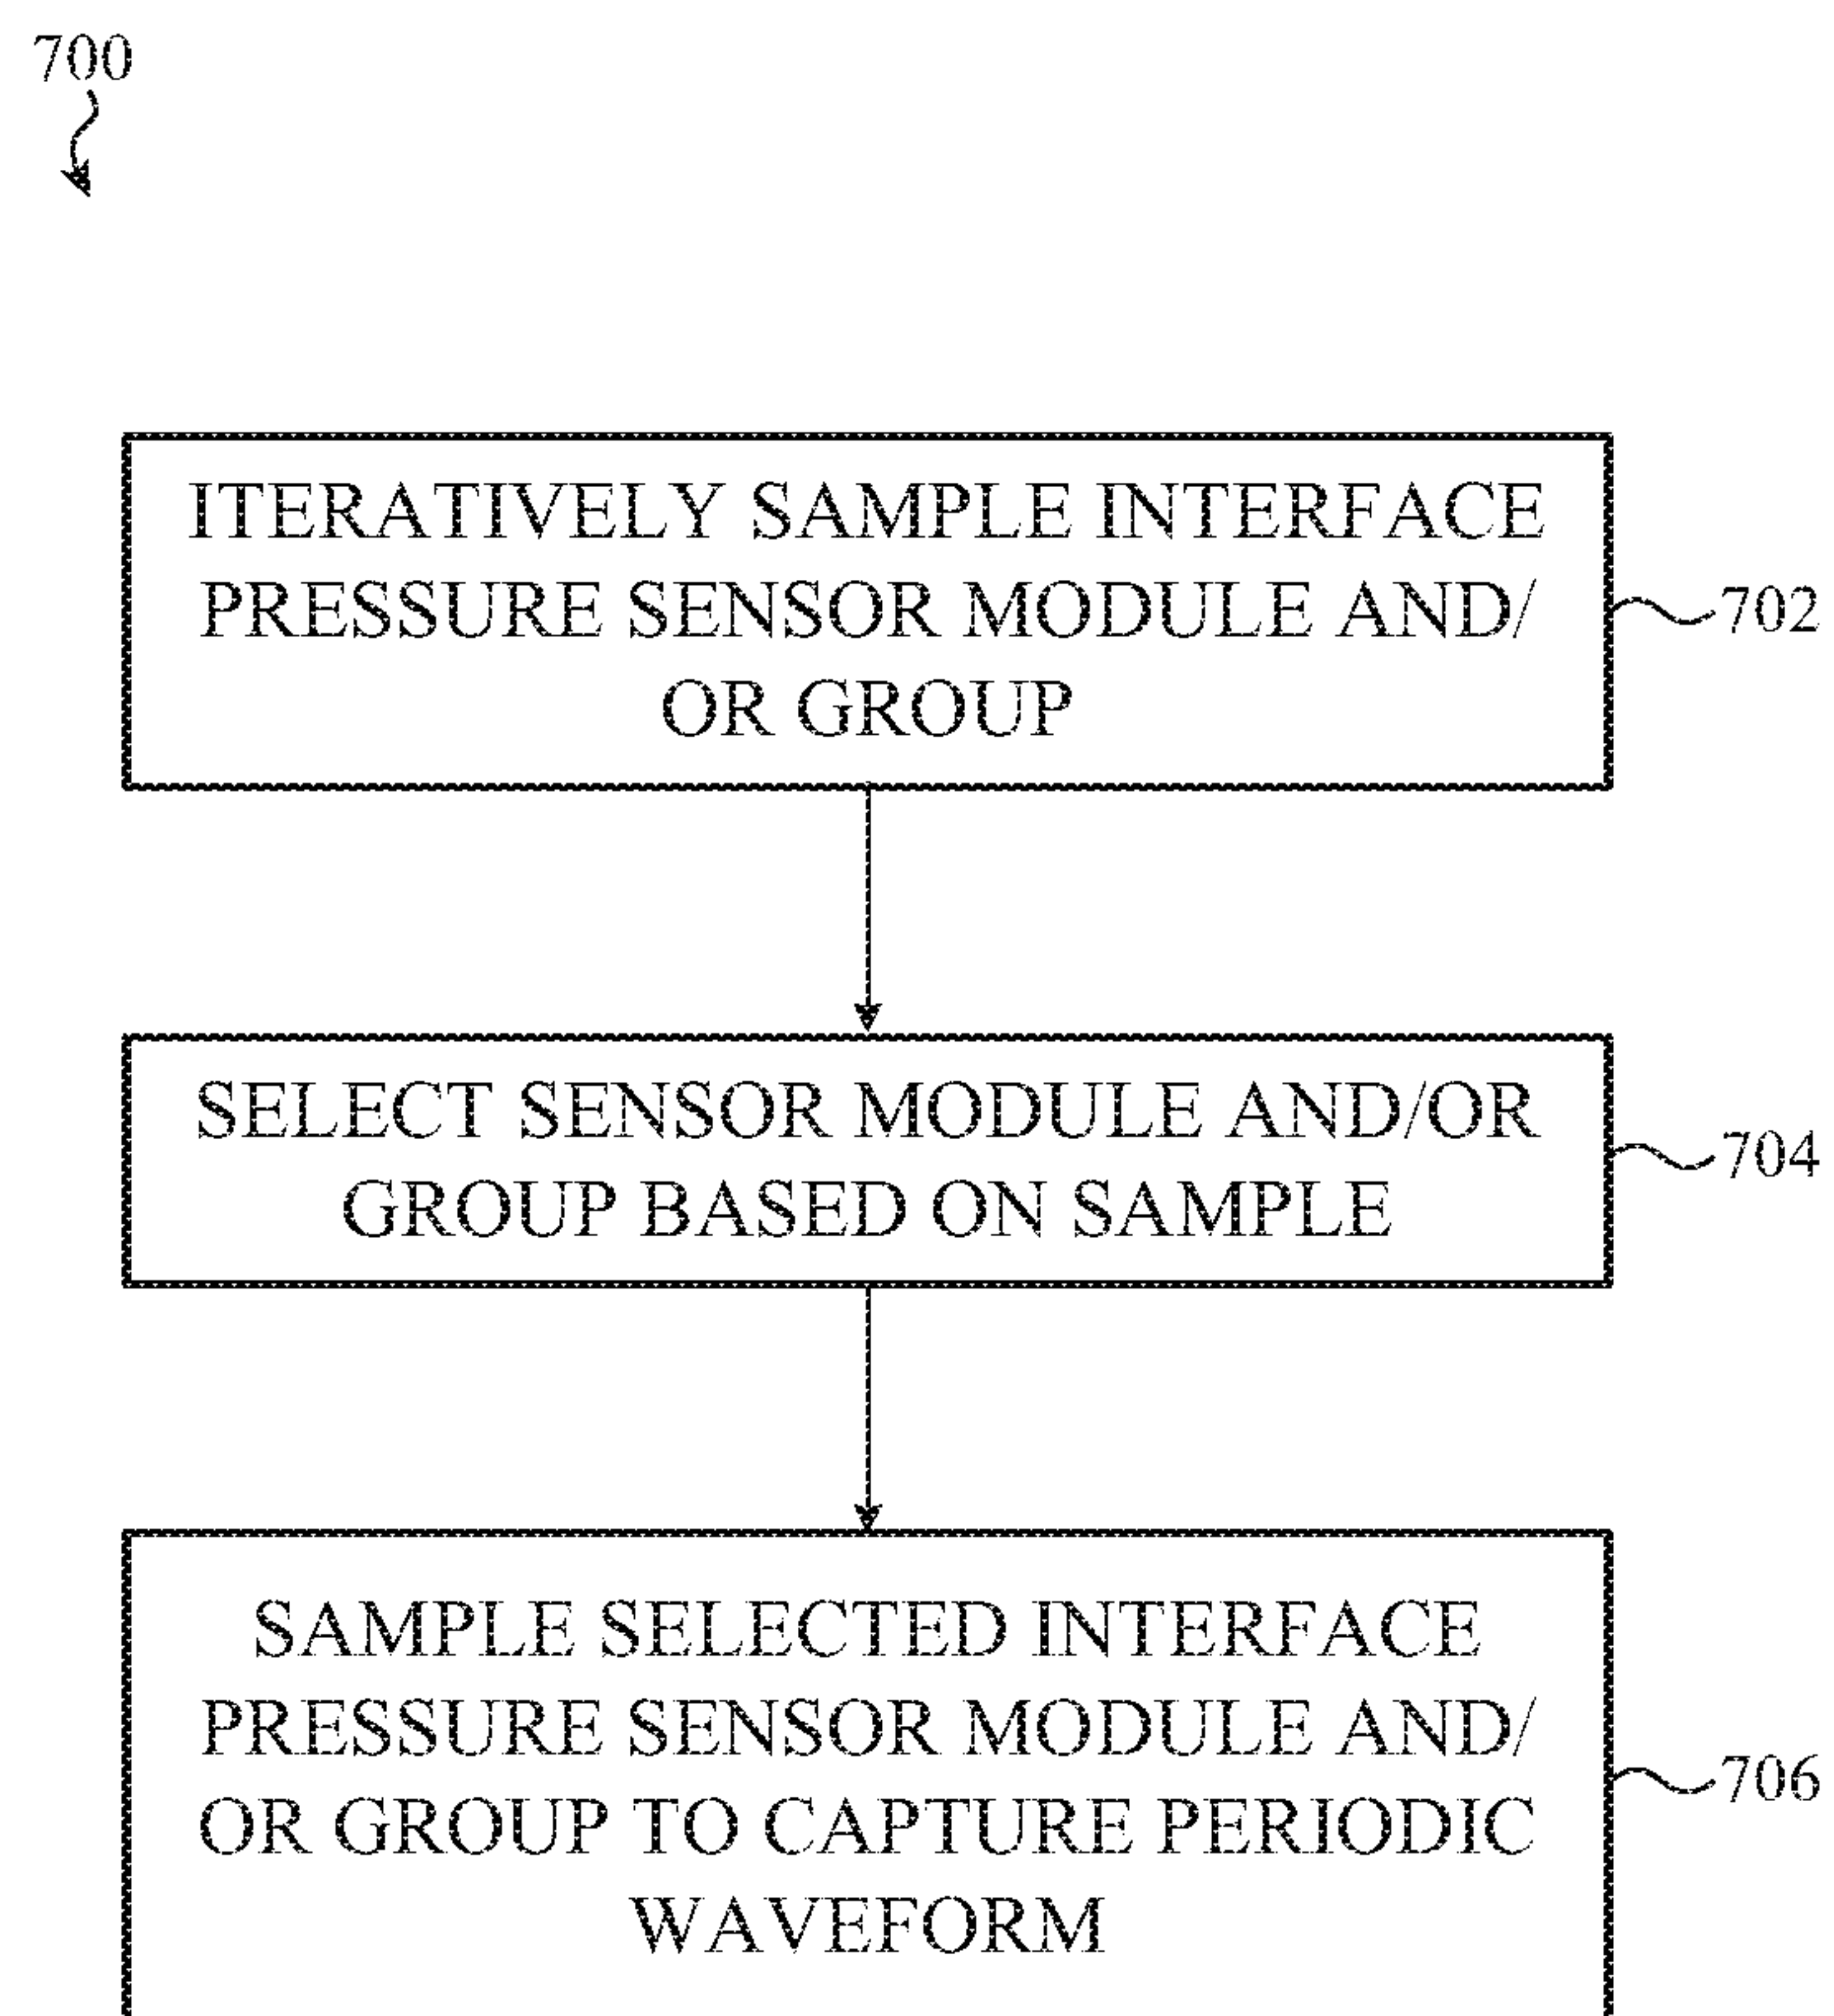 700
ITERATIVELY SAMPLE INTERFACE
PRESSURE SENSOR MODULE AND/
OR GROUP
702
SELECT SENSOR MODULE AND/OR
GROUP BASED ON SAMPLE
704
SAMPLE SELECTED INTERFACE
PRESSURE SENSOR MODULE AND/
OR GROUP TO CAPTURE PERIODIC
WAVEFORM
706